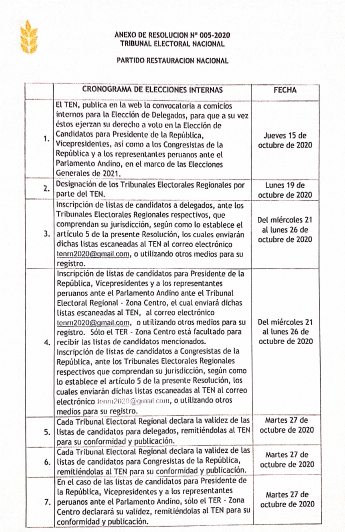 ANEXO DE RESOLUCION Nº 005-2020
TRIBUNAL ELECTORAL NACIONAL
PARTIDO RESTAURACION NACIONAL
CRONOGRAMA DE ELECCIONES INTERNAS
FECHA
1.
El TEN, publica en la web la convocatoria a comicios
internos para la Elección de Delegados, para que a su vez
éstos ejerzan su derecho a voto en la Elección de
Candidatos para Presidente de la República,
Vicepresidentes, así como a los Congresistas de la
República y a los representantes peruanos ante el
Parlamento Andino, en el marco de las Elecciones
Generales de 2021.
Jueves 15 de
octubre de 2020
2.
Designación de los Tribunales Electorales Regionales por
parte del TEN.
Lunes 19 de
octubre de 2020
3.
Inscripción de listas de candidatos a delegados, ante los
Tribunales Electorales Regionales respectivos, que
comprendan su jurisdicción, según como lo establece el
artículo 5 de la presente Resolución, los cuales enviarán
dichas listas escaneadas al TEN al correo electrónico
tenrn2020@gmail.com, o utilizando otros medios para su
registro.
Del miércoles 21
al lunes 26 de
octubre de 2020
4.
Inscripción de listas de candidatos para Presidente de la
República, Vicepresidentes y a los representantes
peruanos ante el Parlamento Andino ante el Tribunal
Electoral Regional - Zona Centro, el cual enviará dichas
listas escaneadas al TEN, al correo electrónico
tenrn2020@gmail.com, o utilizando otros medios para su
registro. Sólo el TER - Zona Centro está facultado para
recibir las listas de candidatos mencionados.
Inscripción de listas de candidatos a Congresistas de la
República, ante los Tribunales Electorales Regionales
respectivos que comprendan su jurisdicción, según como
lo establece el artículo 5 de la presente Resolución, los
cuales enviarán dichas listas escaneadas al TEN al correo
electrónico tenrn2020@gmail.com, o utilizando otros
medios para su registro.
Del miércoles 21
al lunes 26 de
octubre de 2020
5.
Cada Tribunal Electoral Regional declara la validez de las
listas de candidatos para delegados, remitiéndolas al TEN
para su conformidad y publicación.
Martes 27 de
octubre de 2020
6.
Cada Tribunal Electoral Regional declara la validez de las
listas de candidatos para Congresistas de República,
remitiéndolas al TEN para su conformidad y publicación.
Martes 27 de
octubre de 2020
7.
En el caso de las listas de candidatos para Presidente de
la República, Vicepresidentes y a los representantes
peruanos ante el Parlamento Andino, sólo el TER - Zona
Centro declarará su validez, remitiéndolas al TEN para su
conformidad y publicación.
Martes 27 de
octubre de 2020